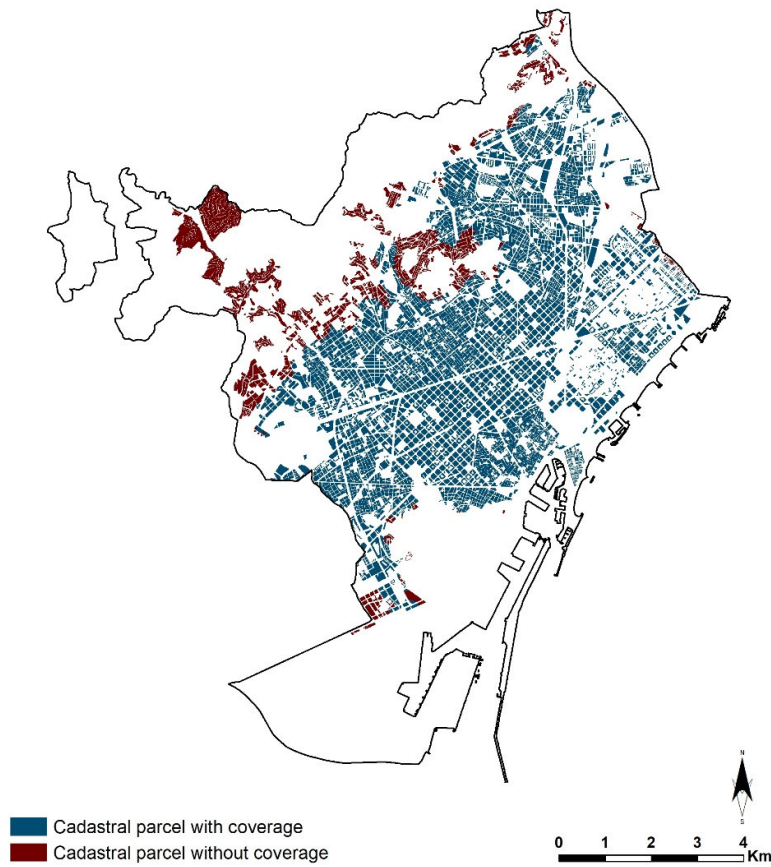 N
S
Cadastral parcel with coverage
Cadastral parcel without coverage
0 1 2 3 4
Km